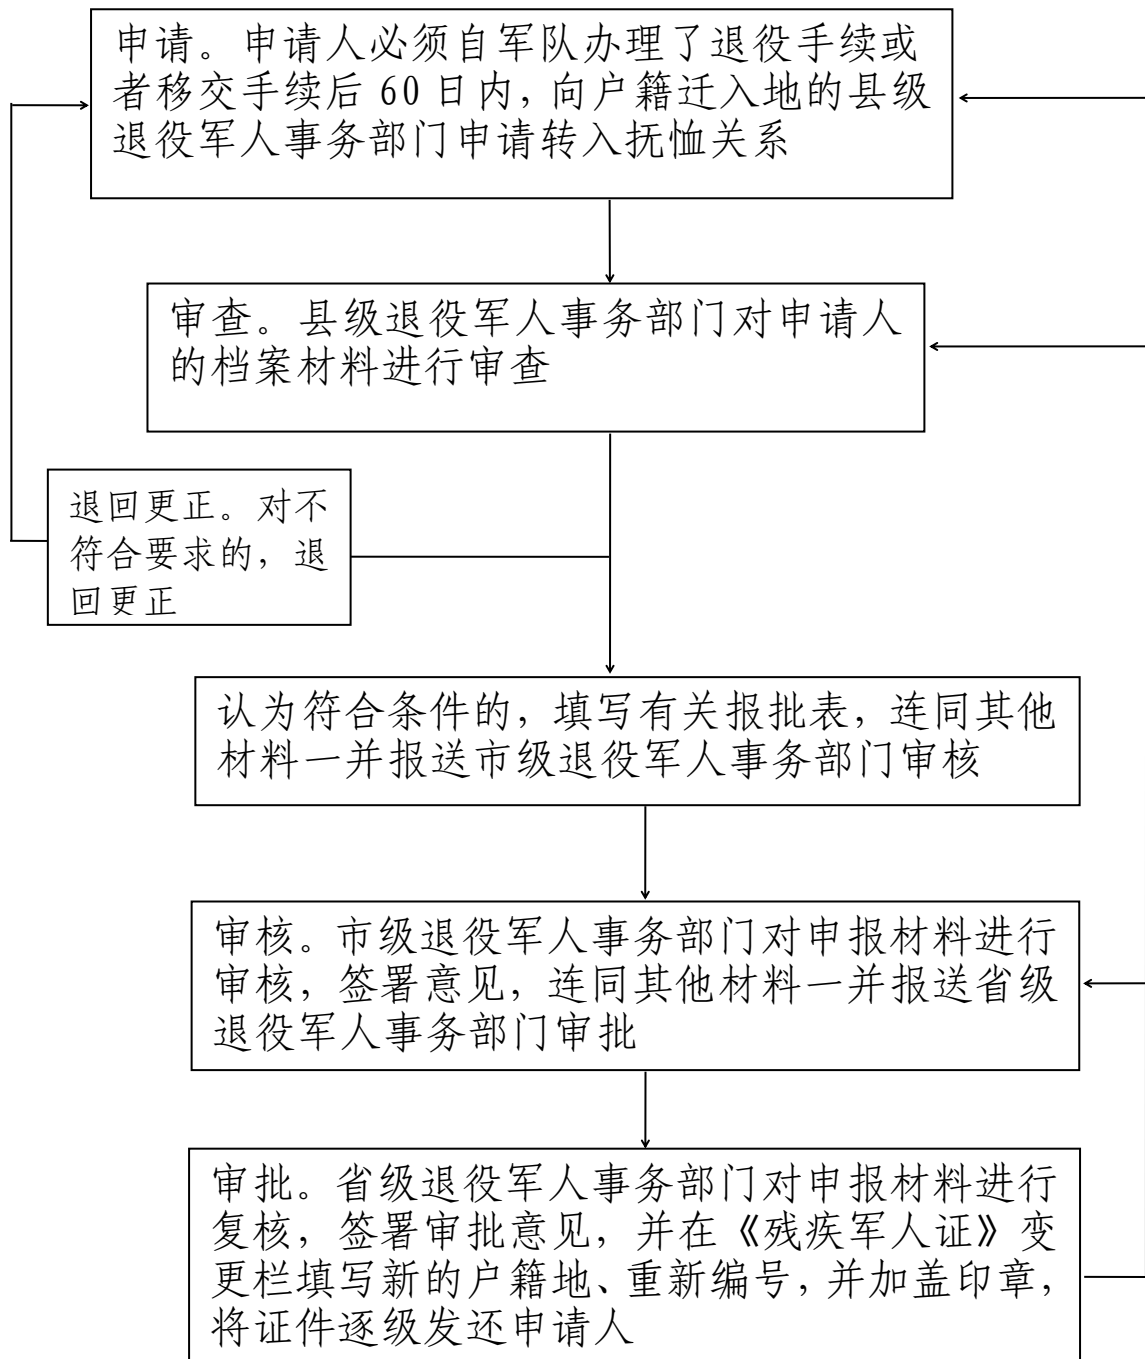 申请。申请人必须自军队办理了退役手续或
者移交手续后 60 日内，向户籍迁入地的县级
退役军人事务部门申请转入抚恤关系
审查。县级退役军人事务部门对申请人
的档案材料进行审查
退回更正。对不
符合要求的，退
回更正
认为符合条件的，填写有关报批表，连同其他
材料一并报送市级退役军人事务部门审核
审核。市级退役军人事务部门对申报材料进行
审核，签署意见，连同其他材料一并报送省级
退役军人事务部门审批
审批。省级退役军人事务部门对申报材料进行
复核，签署审批意见，并在《残疾军人证》变
更栏填写新的户籍地、重新编号，并加盖印章，
将证件逐级发还申请人